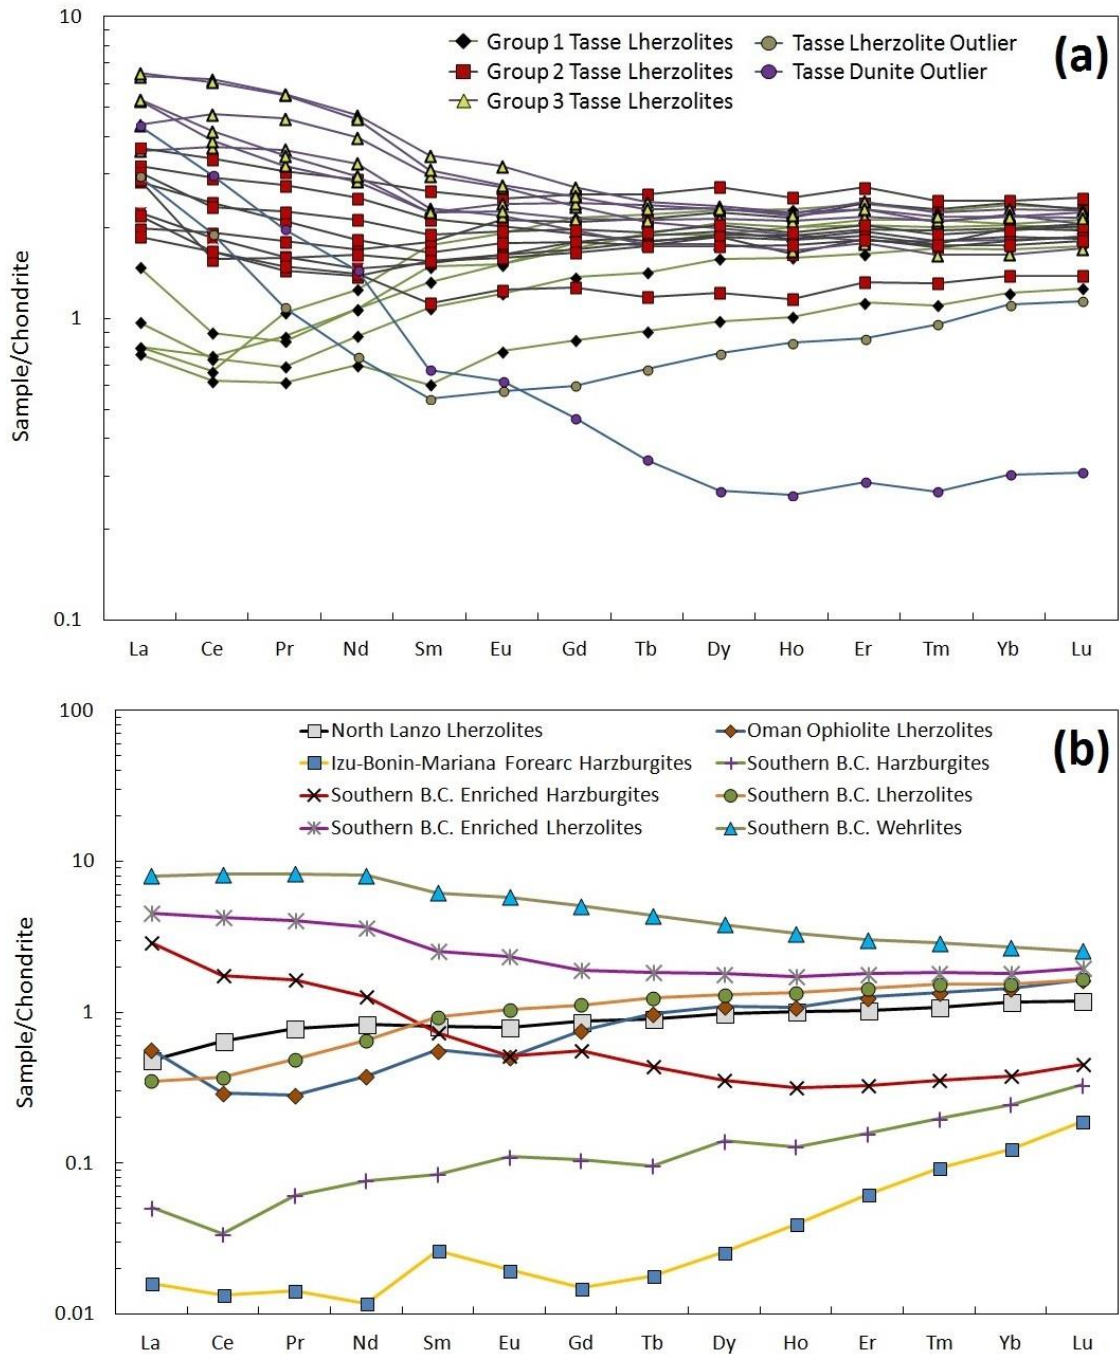 10
Group 1 Tasse Lherzolites
Tasse Lherzolite Outlier
(a)
Group 2 Tasse Lherzolites
Tasse Dunite Outlier
Group 3 Tasse Lherzolites
Sample/Chondrite
1
0.1
La Ce Pr Nd Sm Eu Gd Tb Dy Ho Er Tm Yb Lu
100
North Lanzo Lherzolites
Oman Ophiolite Lherzolites
(b)
Izu-Bonin-Mariana Forearc Harzburgites
Southern B.C. Harzburgites
Southern B.C. Enriched Harzburgites
Southern B.C. Lherzolites
Southern B.C. Enriched Lherzolites
Southern B.C. Wehrlites
10
Sample/Chondrite
1
0.1
0.01
La Ce Pr Nd Sm Eu Gd Tb Dy Ho Er Tm Yb Lu